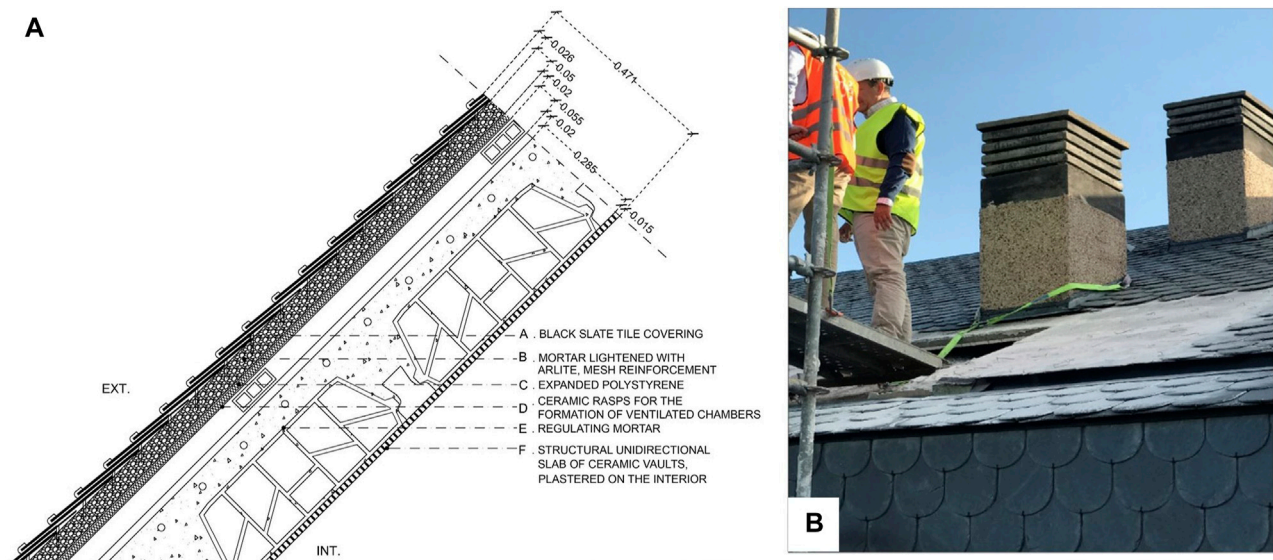 A
0.026
0.05
0.02
0.055
0.02
0.285
0.471
0.015
A . BLACK SLATE TILE COVERING
B . MORTAR LIGHTENED WITH
ARLITE, MESH REINFORCEMENT
C . EXPANDED POLYSTYRENE
D . CERAMIC RASPS FOR THE
FORMATION OF VENTILATED CHAMBERS
E . REGULATING MORTAR
F . STRUCTURAL UNIDIRECTIONAL
SLAB OF CERAMIC VAULTS,
PLASTERED ON THE INTERIOR
EXT.
INT.
B